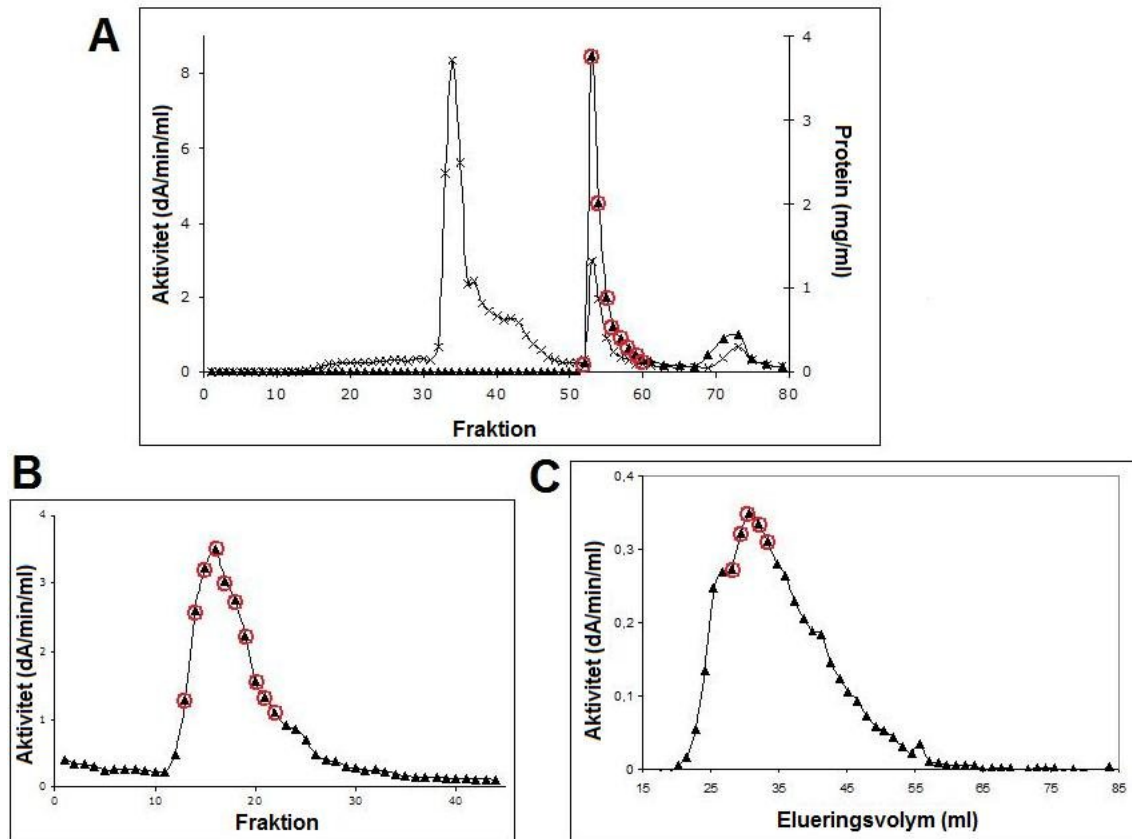 A
Aktivitet (dA/min/ml)
8
6
4
2
0
4
3
2
1
0
Protein (mg/ml)
0 10 20 30 40 50 60 70 80
Fraktion
B
Aktivitet (dA/min/ml)
4
3
2
1
0
0 10 20 30 40
Fraktion
C
Aktivitet (dA/min/ml)
0,4
0,3
0,2
0,1
0
15 25 35 45 55 65 75 85
Elueringsvolym (ml)